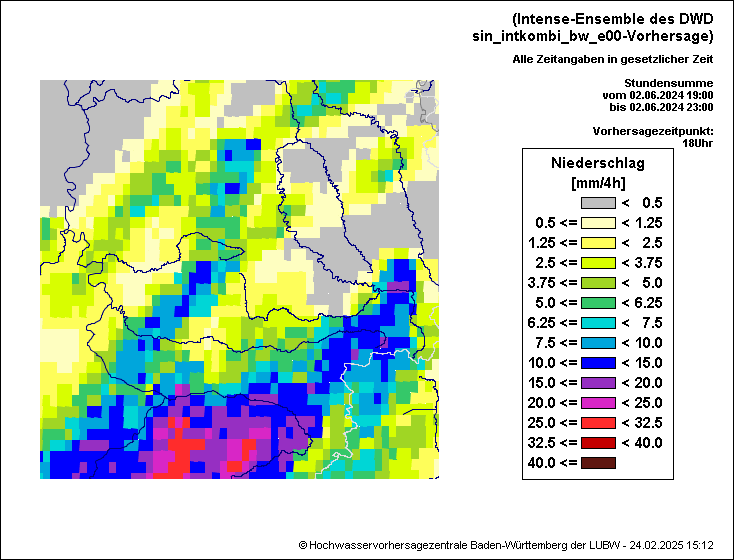 (Intense-Ensemble des DWD
sin_intkombi_bw_e00-Vorhersage)
Alle Zeitangaben in gesetzlicher Zeit
Stundensumme
vom 02.06.2024 19:00
bis 02.06.2024 23:00
Vorhersagezeitpunkt:
18Uhr
Niederschlag
[mm/4h]
< 0.5
0.5 <= < 1.25
1.25 <= < 2.5
2.5 <= < 3.75
3.75 <= < 5.0
5.0 <= < 6.25
6.25 <= < 7.5
7.5 <= < 10.0
10.0 <= < 15.0
15.0 <= < 20.0
20.0 <= < 25.0
25.0 <= < 32.5
32.5 <= < 40.0
40.0 <=
© Hochwasservorhersagezentrale Baden-Württemberg der LUBW - 24.02.2025 15:12